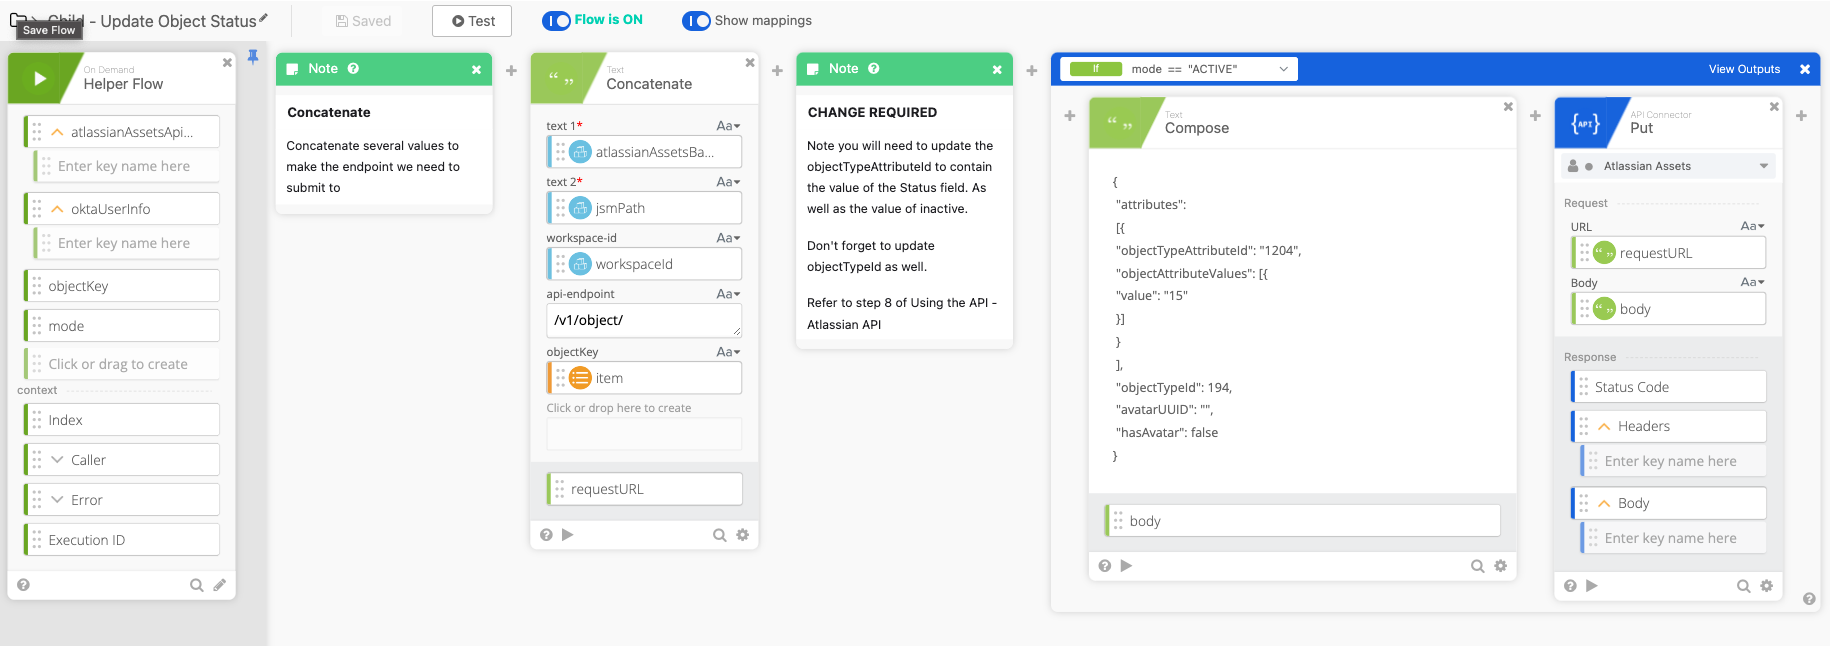 Child - Update Object Status
Save Flow
Saved
Test
Flow is ON
Show mappings
On Demand
Helper Flow
atlassianAssetsApi...
Enter key name here
oktaUserInfo
Enter key name here
objectKey
mode
Click or drag to create
context
Index
Caller
Error
Execution ID
Note
Concatenate
Concatenate several values to
make the endpoint we need to
submit to
Text
Concatenate
text 1*
Aa
atlassianAssetsBa...
text 2*
Aa
jsmPath
workspace-id
Aa
workspaceId
api-endpoint
Aa
/v1/object/
objectKey
Aa
item
Click or drop here to create
requestURL
Note
CHANGE REQUIRED
Note you will need to update the
objectTypeAttributeId to contain
the value of the Status field. As
well as the value of inactive.
Don't forget to update
objectTypeId as well.
Refer to step 8 of Using the API -
Atlassian API
If
mode == "ACTIVE"
View Outputs
Text
Compose
{
"attributes":
[{
"objectTypeAttributeId": "1204",
"objectAttributeValues": [{
"value": "15"
}]
}
],
"objectTypeId": 194,
"avatarUUID": "",
"hasAvatar": false
}
body
{API}
API Connector
Put
Atlassian Assets
Request
URL
Aa
requestURL
Body
Aa
body
Response
Status Code
Headers
Enter key name here
Body
Enter key name here